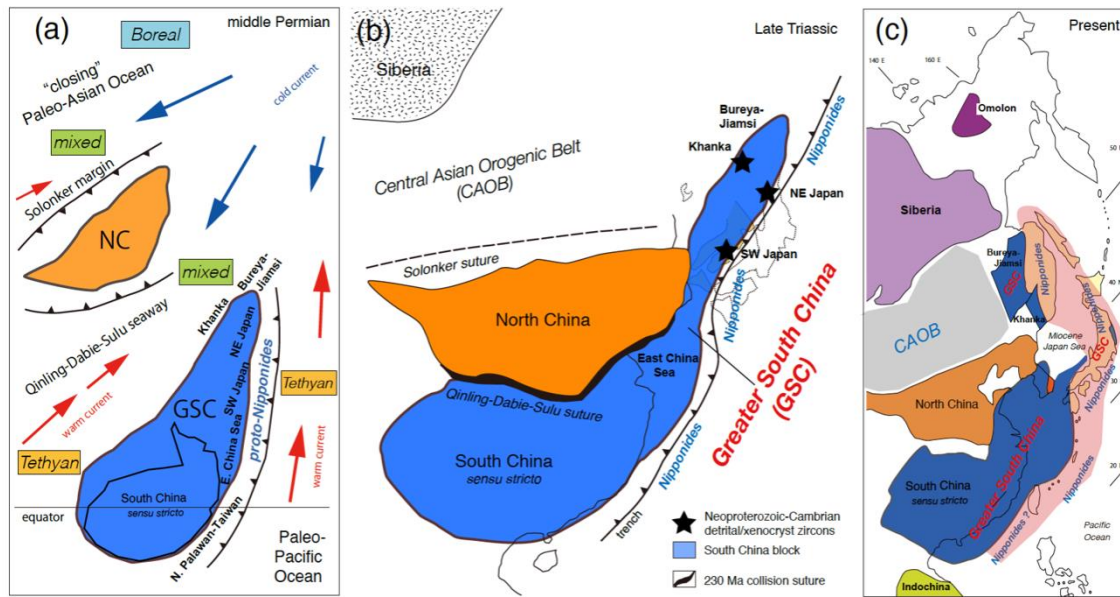 (a)
middle Permian
Boreal
"closing"
Paleo-Asian Ocean
cold current
mixed
Solonker margin
NC
mixed
Bureya-
Jiamsi
Khanka
Qinling-Dabie-Sulu seaway
warm current
NE Japan
SW Japan
GSC
proto-Nipponides
Tethyan
Tethyan
E. China Sea
warm current
South China
sensu stricto
equator
N. Palawan-Taiwan
Paleo-
Pacific
Ocean
(b)
Late Triassic
Siberia
Bureya-
Jiamsi
Nipponides
Khanka
Central Asian Orogenic Belt
(CAOB)
NE Japan
SW Japan
Solonker suture
Nipponides
North China
East China
Sea
Greater South China
(GSC)
Qinling-Dabie-Sulu suture
Nipponides
South China
sensu stricto
trench
Neoproterozoic-Cambrian
detrital/xenocryst zircons
South China block
230 Ma collision suture
(c)
Present
140 E
160 E
Omolon
50
Siberia
Bureya-
Jiamsi
GSC
Nipponides
40
Nipponides
Khanka
CAOB
Miocene
Japan Sea
GSC
30
North China
Nipponides
South China
sensu stricto
Greater South China
20
Nipponides
Nipponides ?
Pacific
Ocean
Indochina